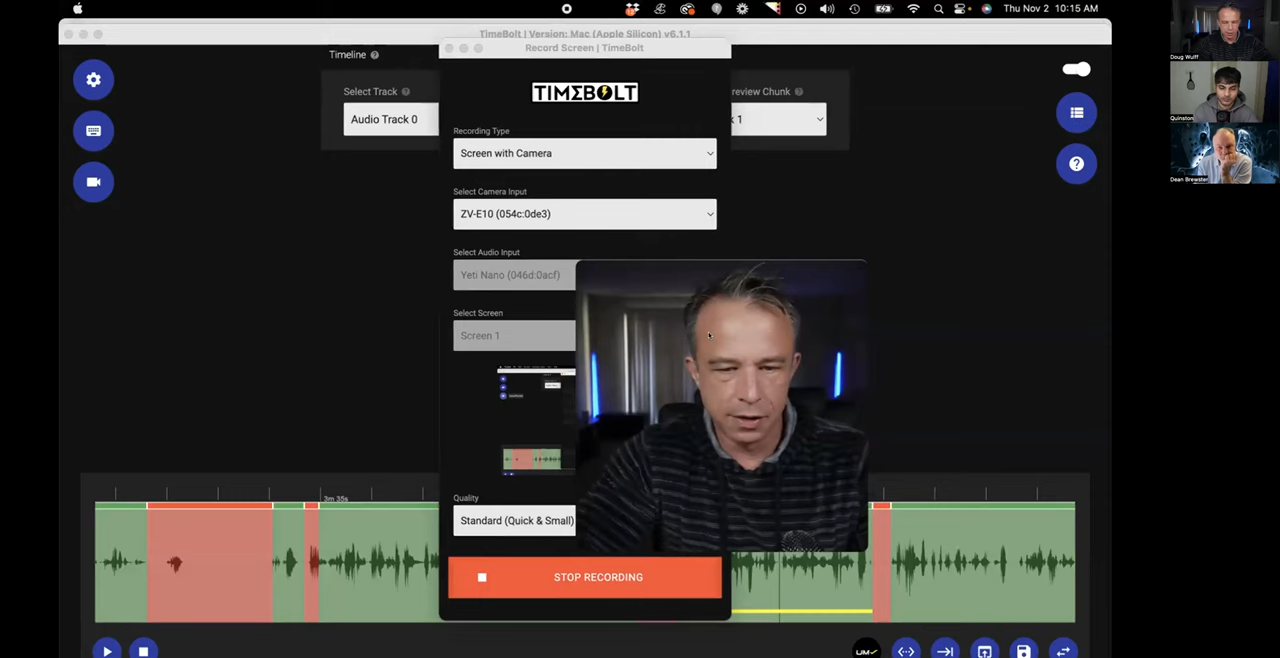 Thu Nov 2 10:15 AM
TimeBolt | Version: Mac (Apple Silicon) v6.1.1
Record Screen | TimeBolt
Timeline
Select Track
Audio Track 0
review Chunk
k 1
TIMEBOLT
Recording Type
Screen with Camera
Select Camera Input
ZV-E10 (054c:0de3)
Select Audio Input
Yeti Nano (046d:0acf)
Select Screen
Screen 1
Quality
Standard (Quick & Small)
STOP RECORDING
3m 35s
UM
Doug Wulff
Quinston
Dean Brewster